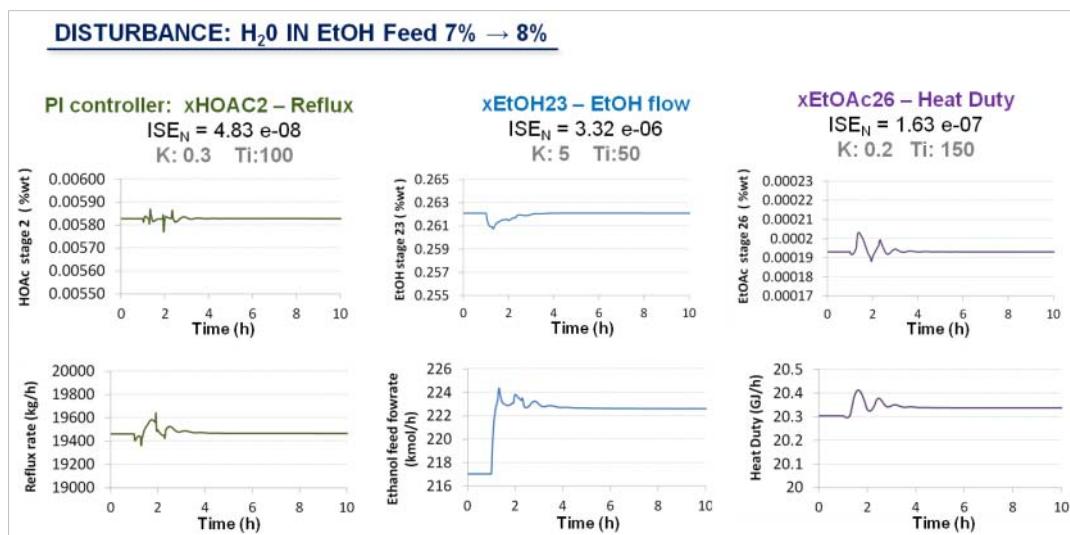 DISTURBANCE: H₂0 IN EtOH Feed 7% → 8%
PI controller: xHOAC2 – Reflux
ISE_N = 4.83 e-08
K: 0.3 Ti:100
xEtOH23 – EtOH flow
ISE_N = 3.32 e-06
K: 5 Ti:50
xEtOAc26 – Heat Duty
ISE_N = 1.63 e-07
K: 0.2 Ti: 150
HOAc stage 2 (%wt)
0.00600
0.00590
0.00580
0.00570
0.00560
0.00550
0 2 4 6 8 10
Time (h)
EtOH stage 23 (%wt)
0.265
0.263
0.261
0.259
0.257
0.255
0 2 4 6 8 10
Time (h)
EtOAc stage 26 (%wt)
0.00023
0.00021
0.0002
0.00019
0.00018
0.00017
0 2 4 6 8 10
Time (h)
Reflux rate (kg/h)
20000
19800
19600
19400
19200
19000
0 2 4 6 8 10
Time (h)
Ethanol feed fowrate
(kmol/h)
226
224
222
220
218
216
0 2 4 6 8 10
Time (h)
Heat Duty (GJ/h)
20.5
20.4
20.3
20.2
20.1
20
0 2 4 6 8 10
Time (h)